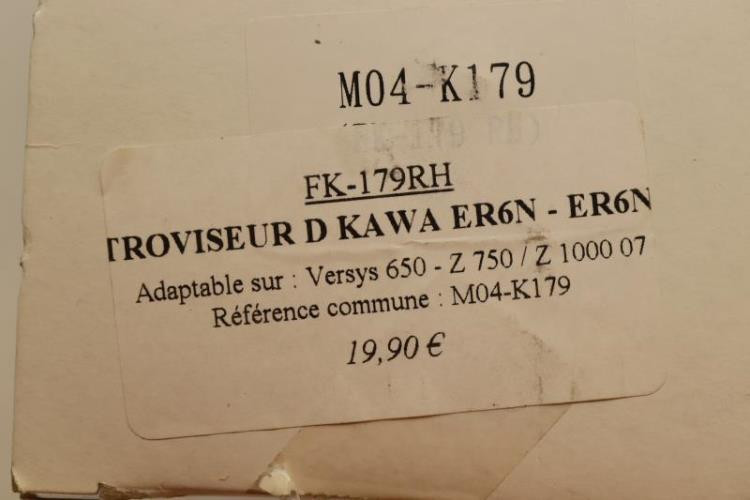 M04-K179
FK-179RH
TROVISEUR D KAWA ER6N - ER6N
Adaptable sur : Versys 650 - Z 750 / Z 1000 07
Référence commune : M04-K179
19,90 €